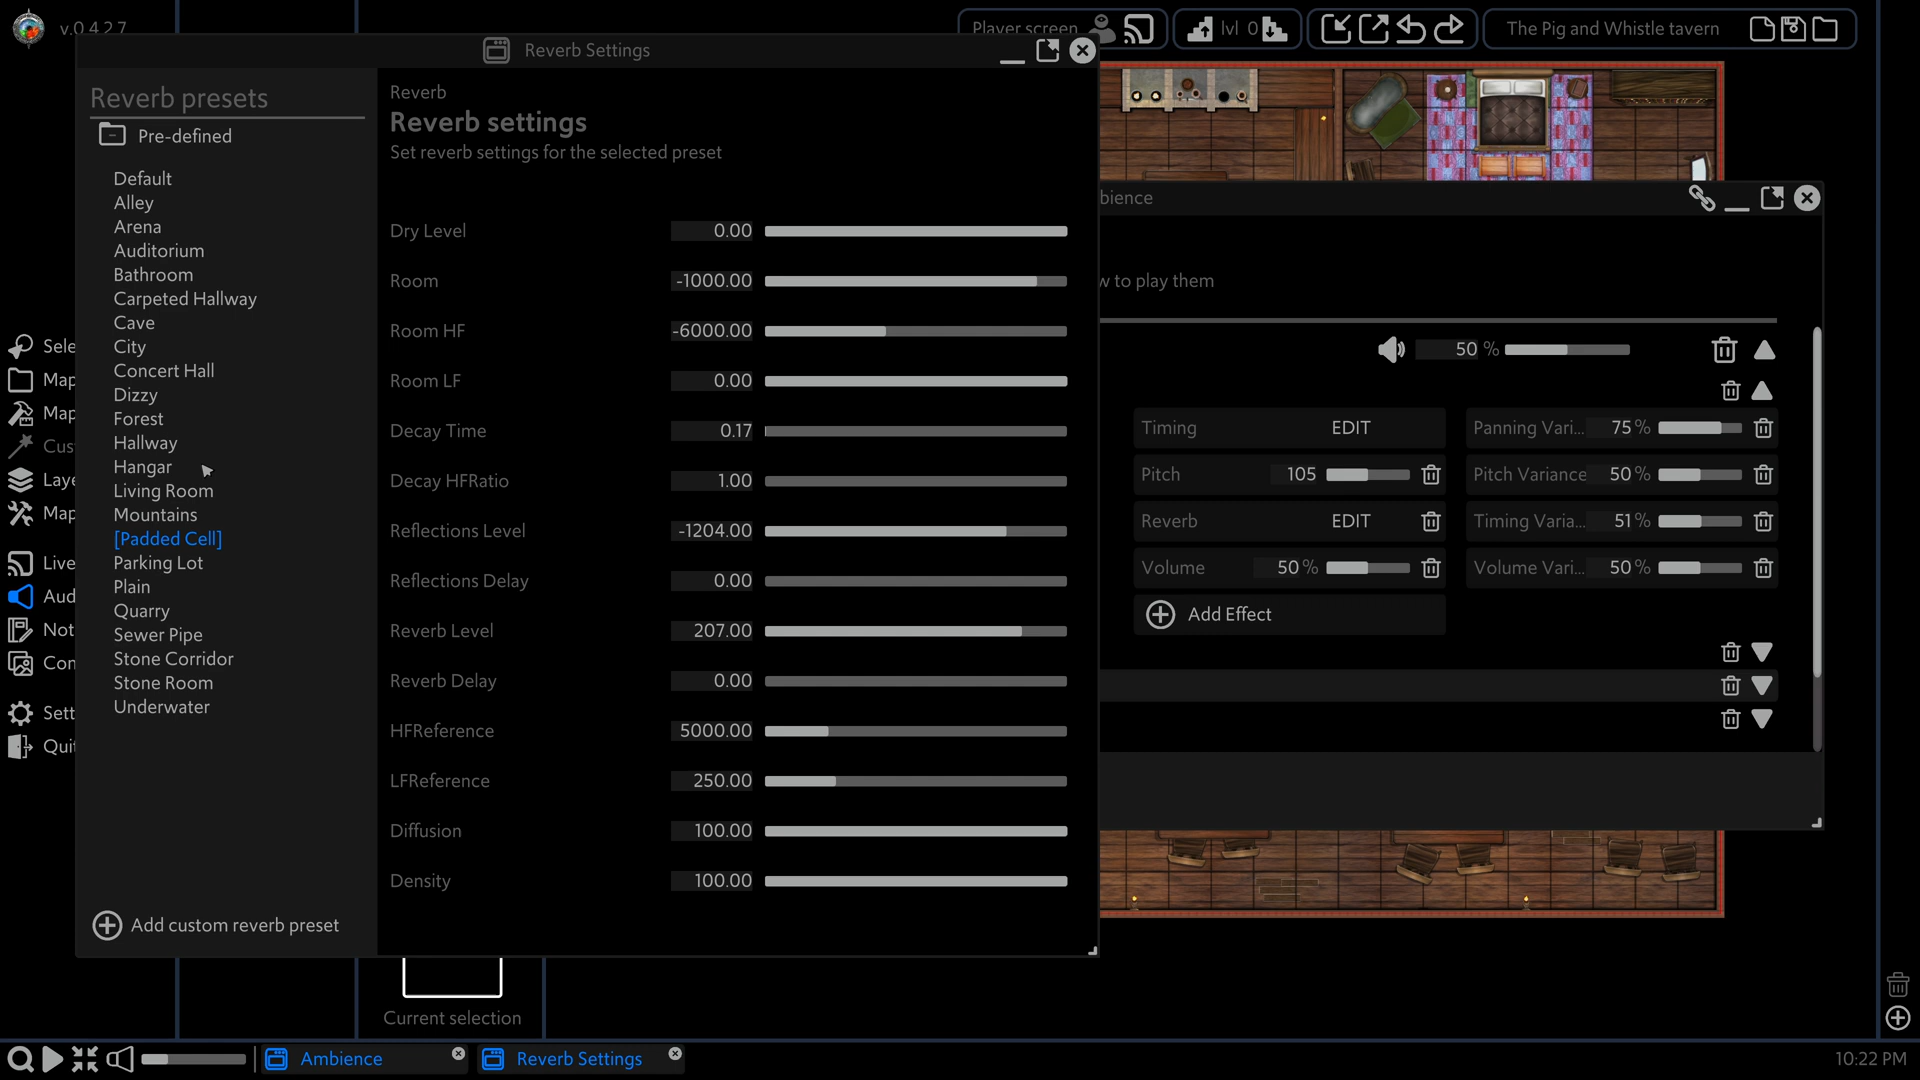 v.0.4.2.7
Player screen
lvl 0
The Pig and Whistle tavern
Reverb Settings
Reverb presets
Pre-defined
Default
Alley
Arena
Auditorium
Bathroom
Carpeted Hallway
Cave
City
Concert Hall
Dizzy
Forest
Hallway
Hangar
Living Room
Mountains
[Padded Cell]
Parking Lot
Plain
Quarry
Sewer Pipe
Stone Corridor
Stone Room
Underwater
Add custom reverb preset
Reverb
Reverb settings
Set reverb settings for the selected preset
Dry Level 0.00
Room -1000.00
Room HF -6000.00
Room LF 0.00
Decay Time 0.17
Decay HFRatio 1.00
Reflections Level -1204.00
Reflections Delay 0.00
Reverb Level 207.00
Reverb Delay 0.00
HFReference 5000.00
LFReference 250.00
Diffusion 100.00
Density 100.00
Sele
Map
Map
Cus
Laye
Map
Live
Aud
Not
Con
Sett
Quit
bience
w to play them
50 %
Timing EDIT
Panning Vari... 75 %
Pitch 105
Pitch Variance 50 %
Reverb EDIT
Timing Varia... 51 %
Volume 50 %
Volume Vari... 50 %
Add Effect
Current selection
Ambience
Reverb Settings
10:22 PM